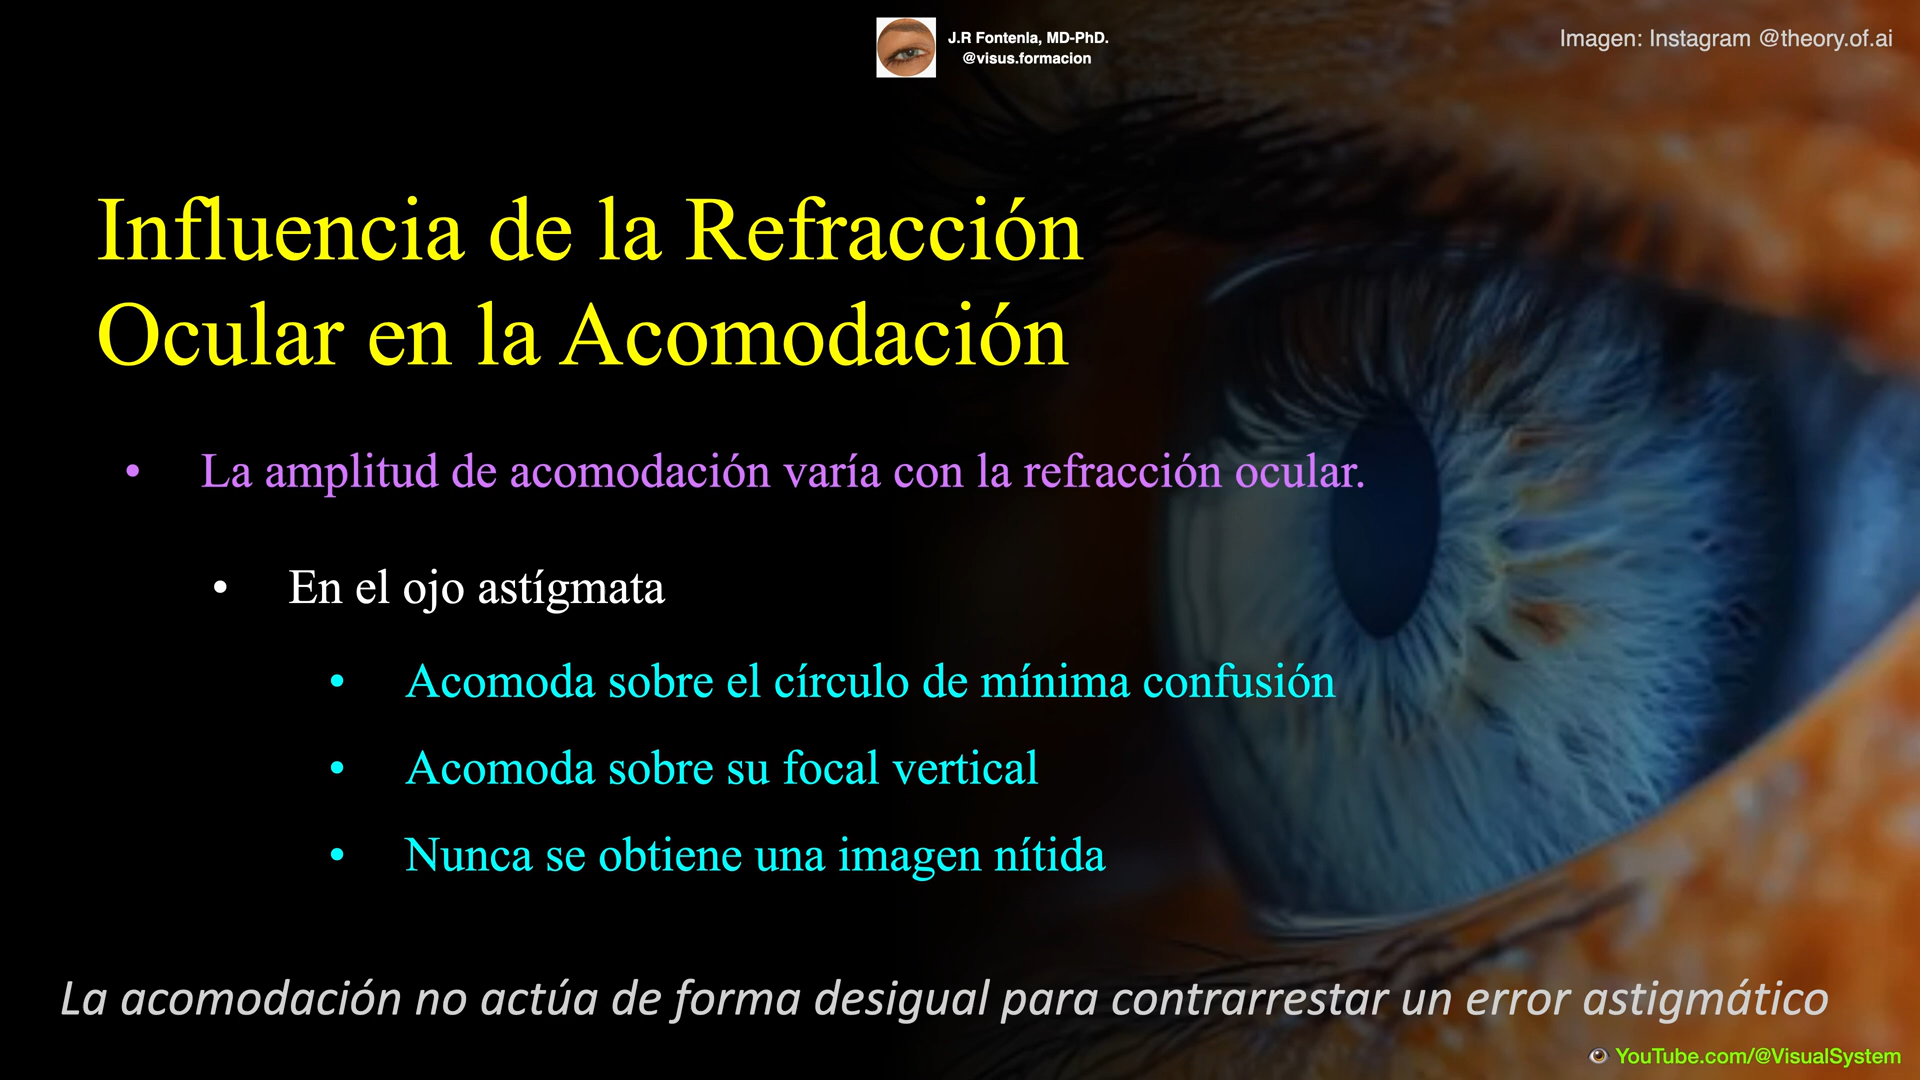 J.R Fontenla, MD-PhD.
@visus.formacion
Imagen: Instagram @theory.of.ai
Influencia de la Refracción
Ocular en la Acomodación
• La amplitud de acomodación varía con la refracción ocular.
• En el ojo astígmata
• Acomoda sobre el círculo de mínima confusión
• Acomoda sobre su focal vertical
• Nunca se obtiene una imagen nítida
La acomodación no actúa de forma desigual para contrarrestar un error astigmático
YouTube.com/@VisualSystem